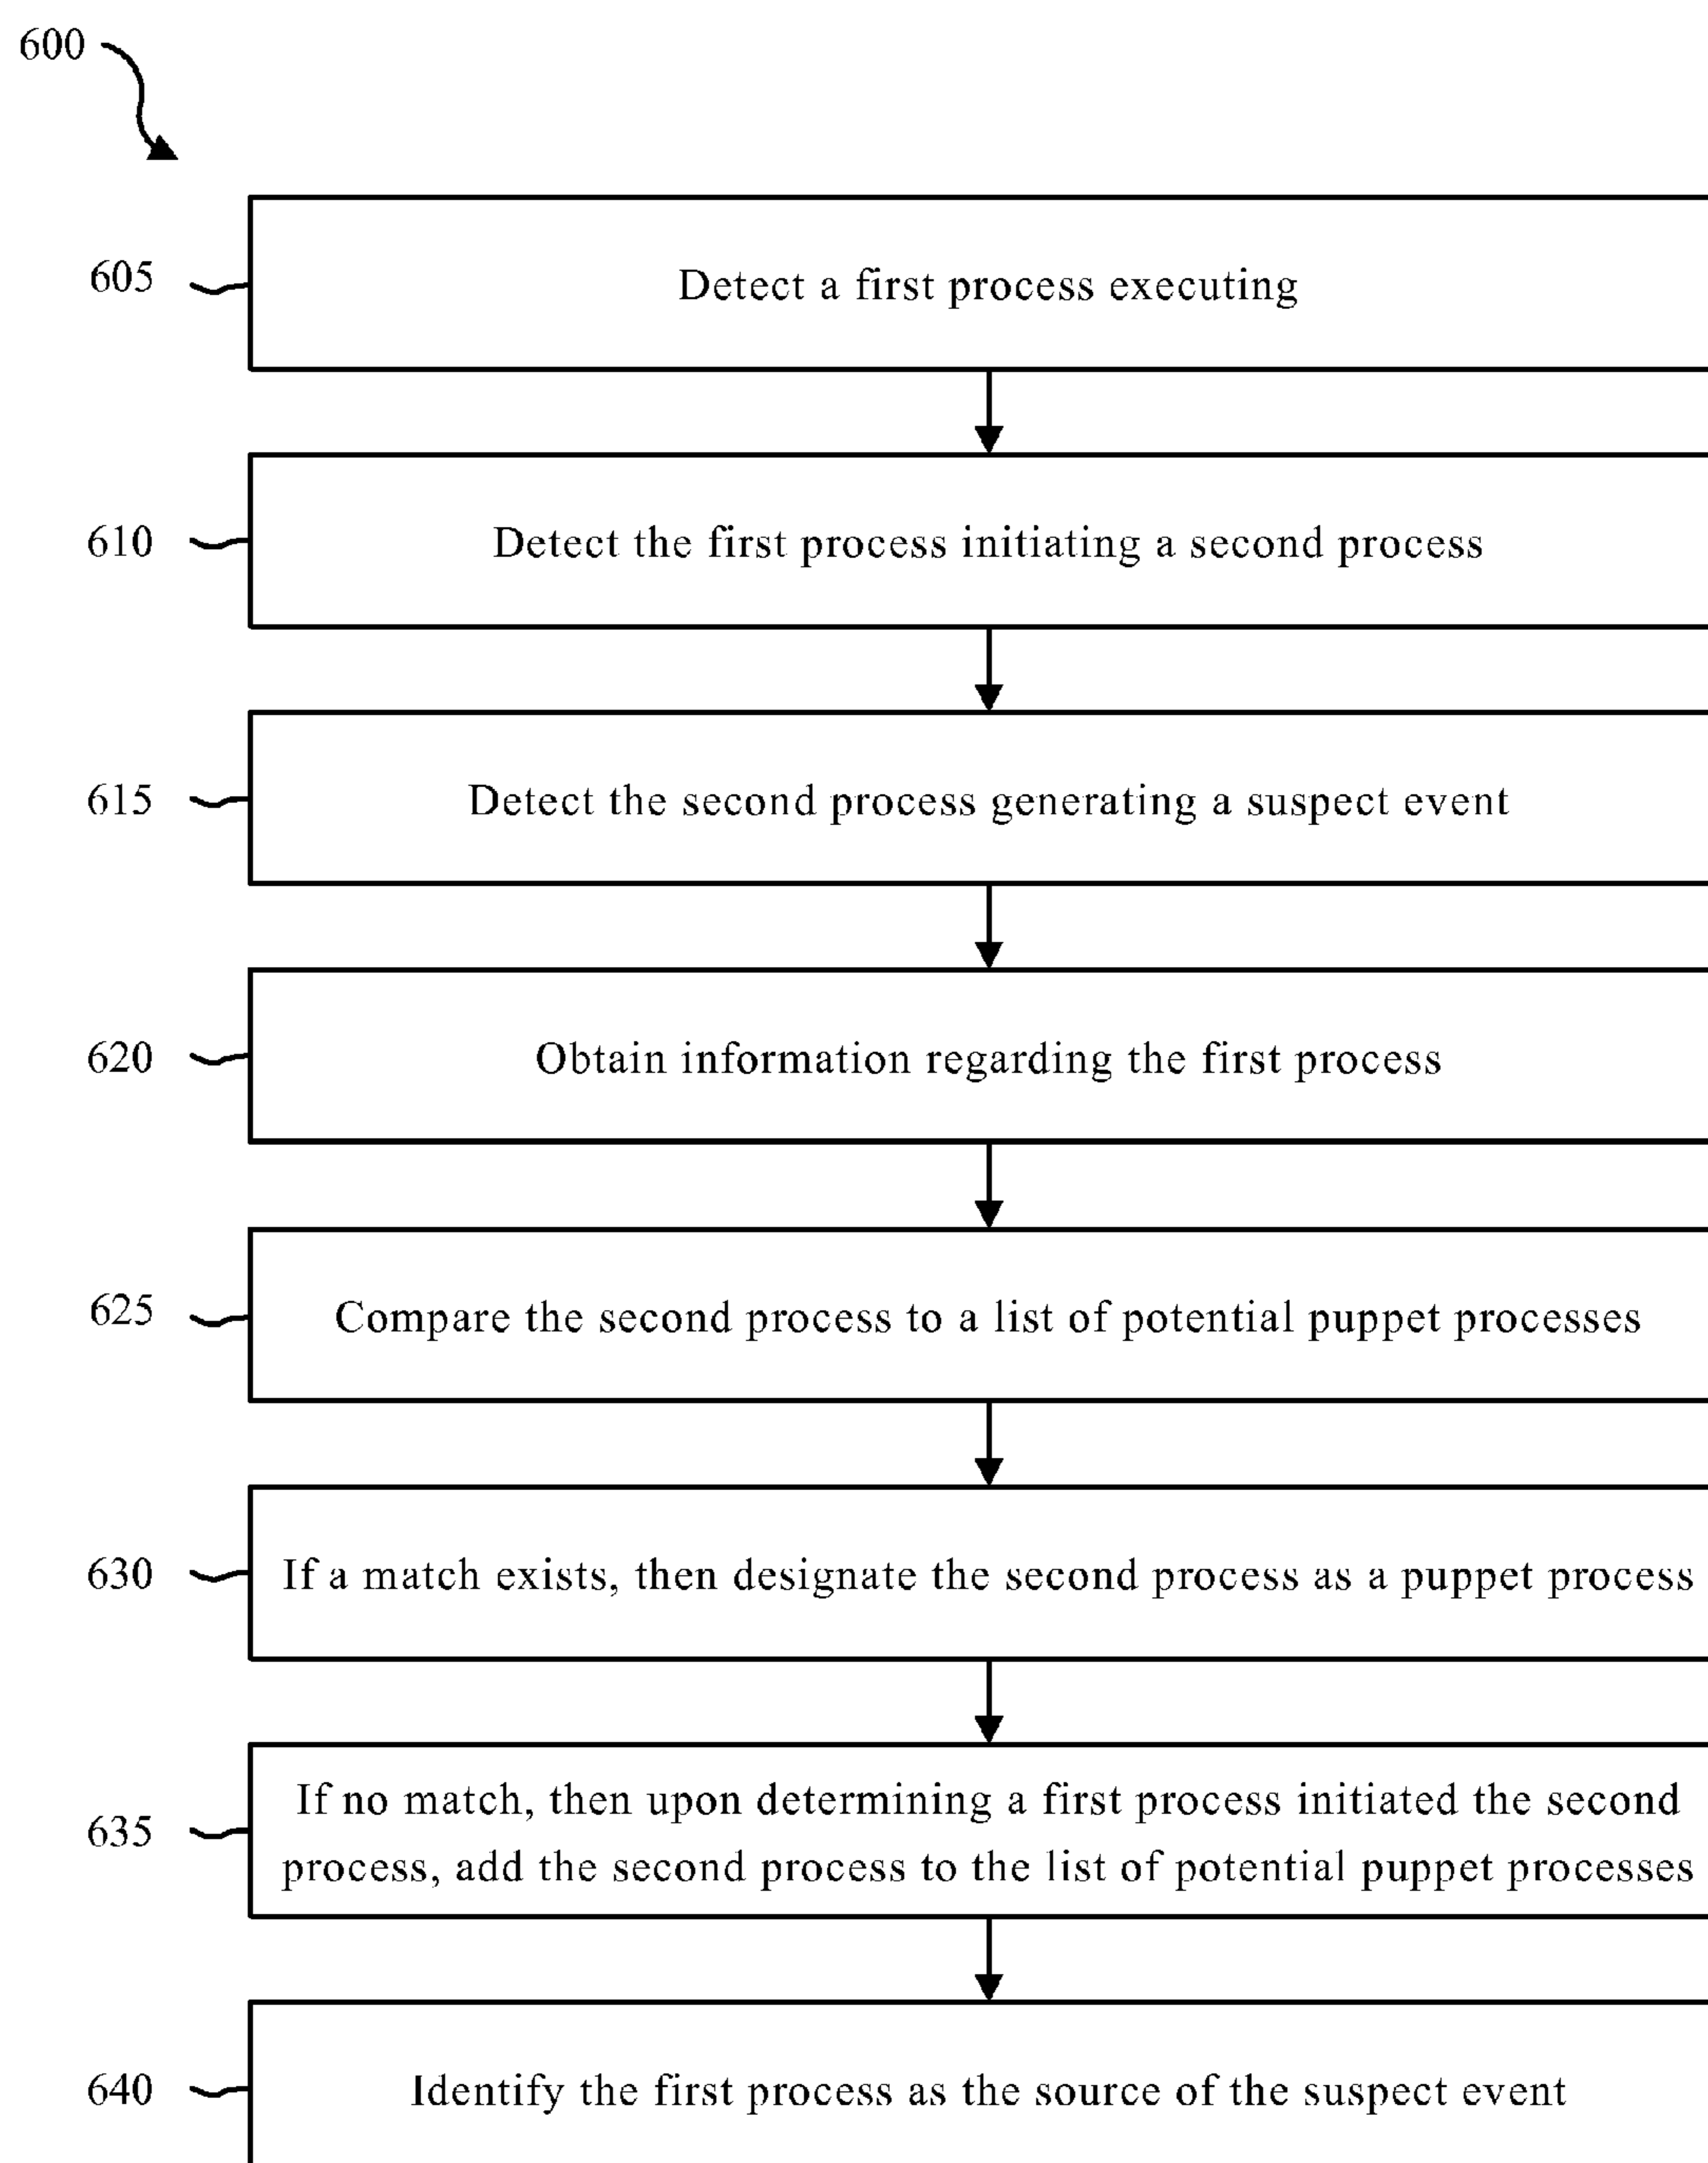 600
605
Detect a first process executing
610
Detect the first process initiating a second process
615
Detect the second process generating a suspect event
620
Obtain information regarding the first process
625
Compare the second process to a list of potential puppet processes
630
If a match exists, then designate the second process as a puppet process
635
If no match, then upon determining a first process initiated the second
process, add the second process to the list of potential puppet processes
640
Identify the first process as the source of the suspect event